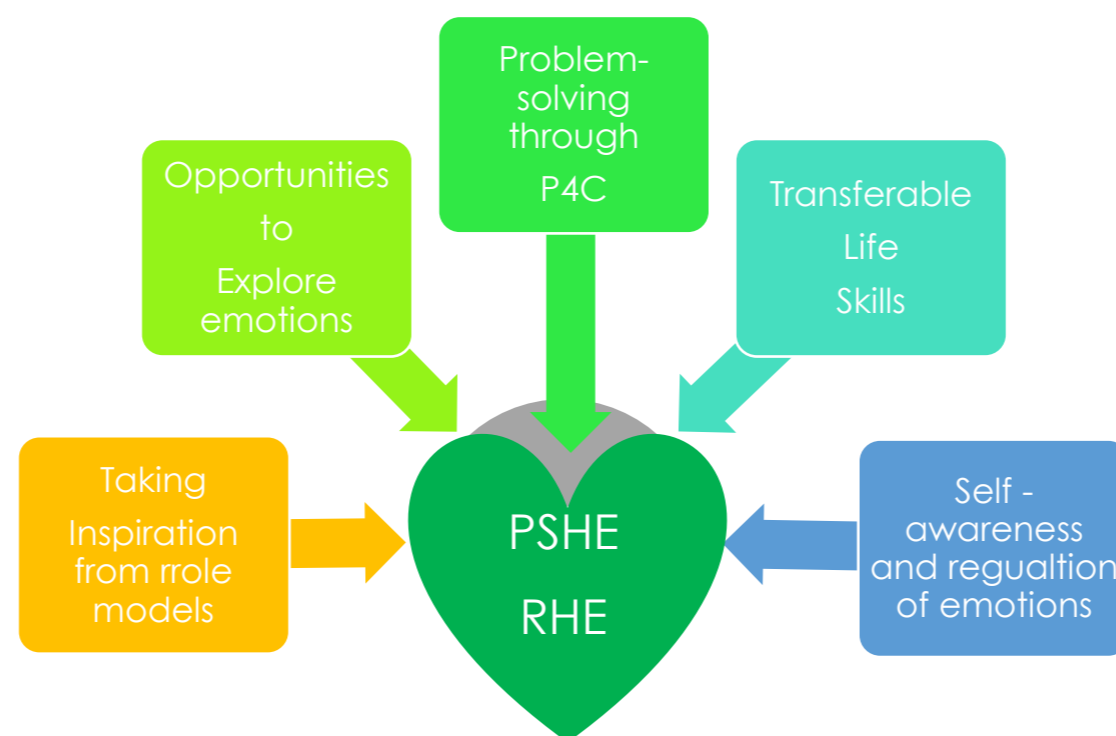 Problem-
solving
through
P4C
Opportunities
to
Explore
emotions
Transferable
Life
Skills
Taking
Inspiration
from rrole
models
Self -
awareness
and regualtion
of emotions
PSHE
RHE